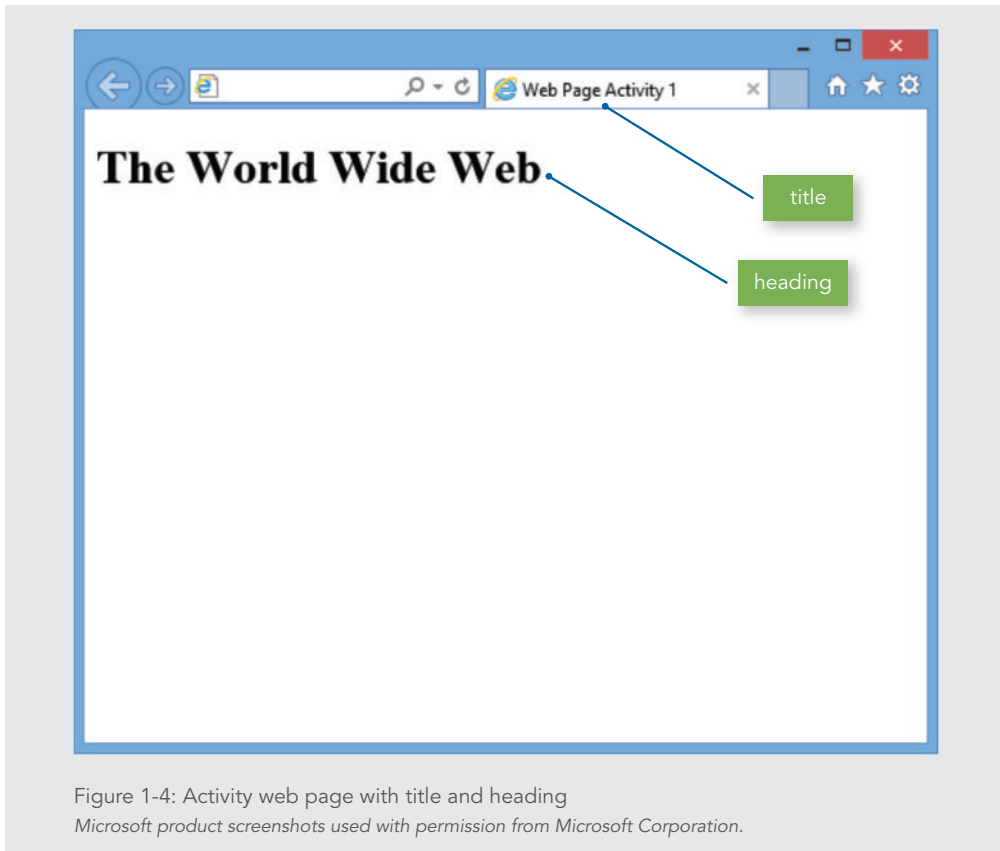 Web Page Activity 1
The World Wide Web
title
heading
Figure 1-4: Activity web page with title and heading
Microsoft product screenshots used with permission from Microsoft Corporation.